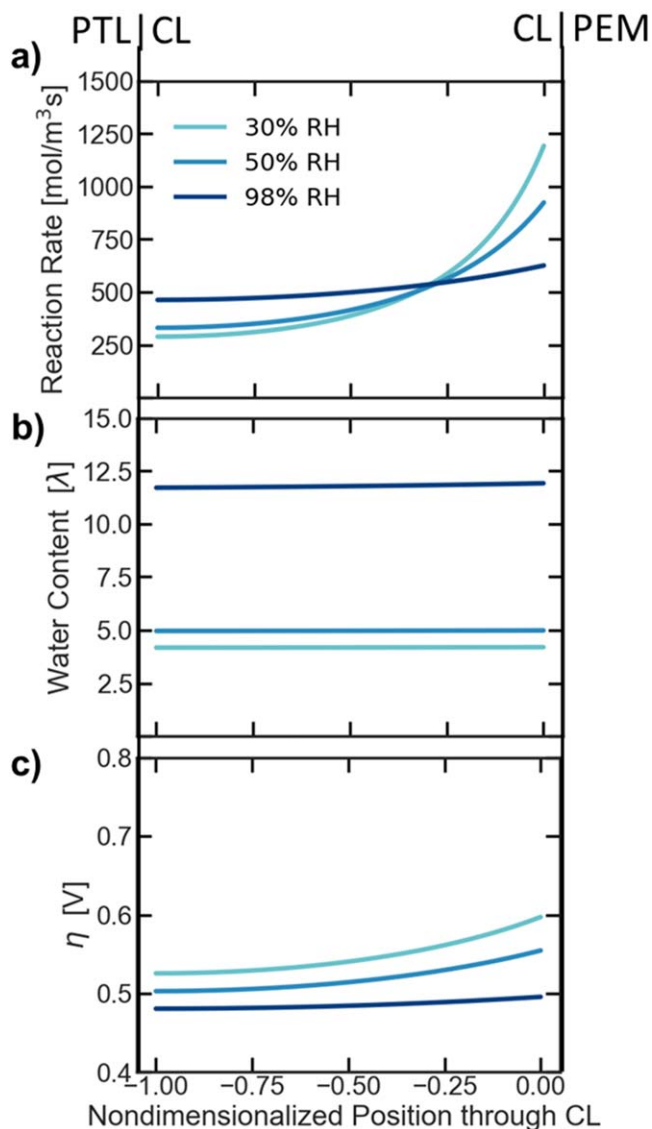 PTL | CL CL | PEM
a)
1500
1250
1000
750
500
250
Reaction Rate [mol/m³s]
30% RH
50% RH
98% RH
b)
15.0
12.5
10.0
7.5
5.0
2.5
Water Content [λ]
c)
0.8
0.7
0.6
0.5
0.4
η [V]
−1.00 −0.75 −0.50 −0.25 0.00
Nondimensionalized Position through CL